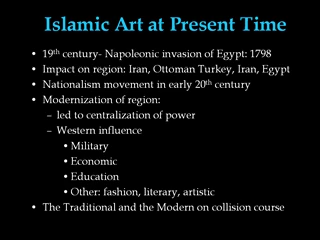 Islamic Art at Present Time
• 19th century- Napoleonic invasion of Egypt: 1798
• Impact on region: Iran, Ottoman Turkey, Iran, Egypt
• Nationalism movement in early 20th century
• Modernization of region:
– led to centralization of power
– Western influence
• Military
• Economic
• Education
• Other: fashion, literary, artistic
• The Traditional and the Modern on collision course